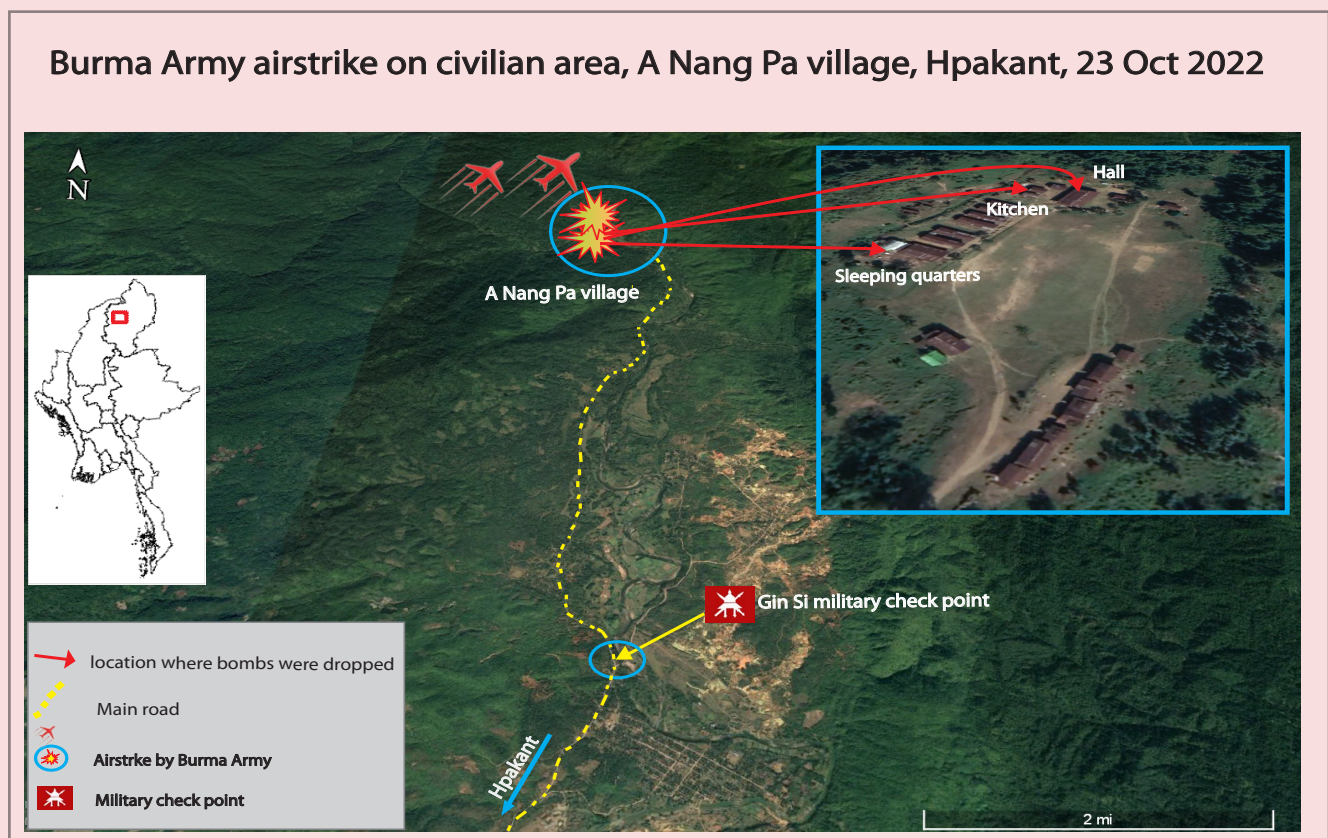 Burma Army airstrike on civilian area, A Nang Pa village, Hpakant, 23 Oct 2022
N
Hall
Kitchen
Sleeping quarters
A Nang Pa village
Gin Si military check point
location where bombs were dropped
Main road
Airstrke by Burma Army
Military check point
Hpakant
2 mi